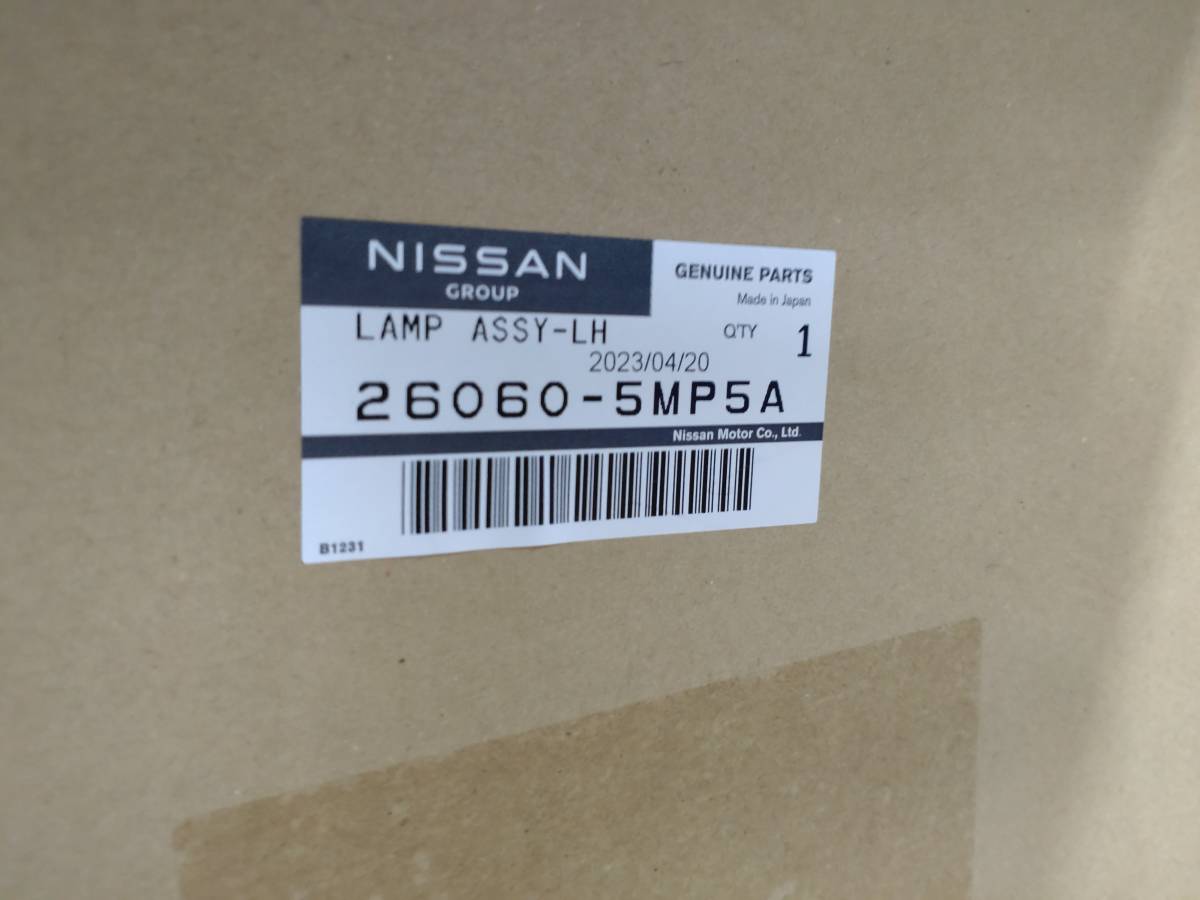 NISSAN
GROUP
GENUINE PARTS
Made in Japan
LAMP ASSY-LH
Q'TY 1
2023/04/20
26060-5MP5A
Nissan Motor Co., Ltd.
B1231